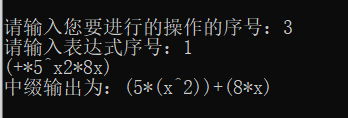 请输入您要进行的操作的序号：3
请输入表达式序号：1
(+*5^x2*8x)
中缀输出为：(5*(x^2))+(8*x)